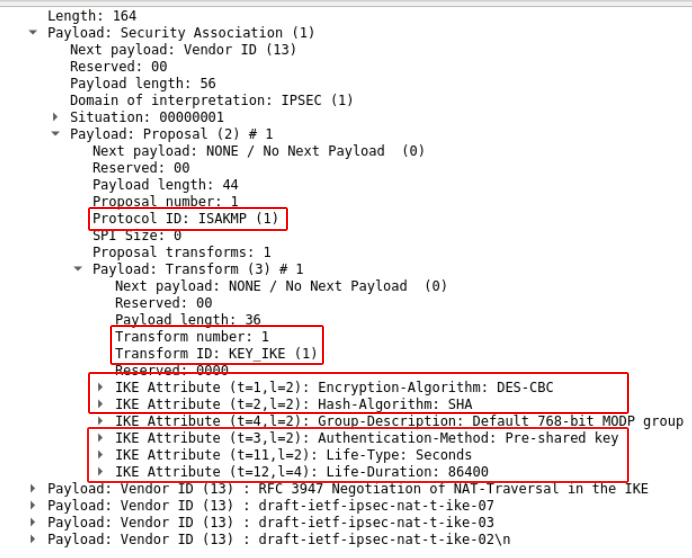 Length: 164
Payload: Security Association (1)
Next payload: Vendor ID (13)
Reserved: 00
Payload length: 56
Domain of interpretation: IPSEC (1)
Situation: 00000001
Payload: Proposal (2) # 1
Next payload: NONE / No Next Payload  (0)
Reserved: 00
Payload length: 44
Proposal number: 1
Protocol ID: ISAKMP (1)
SPI Size: 0
Proposal transforms: 1
Payload: Transform (3) # 1
Next payload: NONE / No Next Payload  (0)
Reserved: 00
Payload length: 36
Transform number: 1
Transform ID: KEY_IKE (1)
Reserved: 0000
IKE Attribute (t=1,l=2): Encryption-Algorithm: DES-CBC
IKE Attribute (t=2,l=2): Hash-Algorithm: SHA
IKE Attribute (t=4,l=2): Group-Description: Default 768-bit MODP group
IKE Attribute (t=3,l=2): Authentication-Method: Pre-shared key
IKE Attribute (t=11,l=2): Life-Type: Seconds
IKE Attribute (t=12,l=4): Life-Duration: 86400
Payload: Vendor ID (13) : RFC 3947 Negotiation of NAT-Traversal in the IKE
Payload: Vendor ID (13) : draft-ietf-ipsec-nat-t-ike-07
Payload: Vendor ID (13) : draft-ietf-ipsec-nat-t-ike-03
Payload: Vendor ID (13) : draft-ietf-ipsec-nat-t-ike-02\n